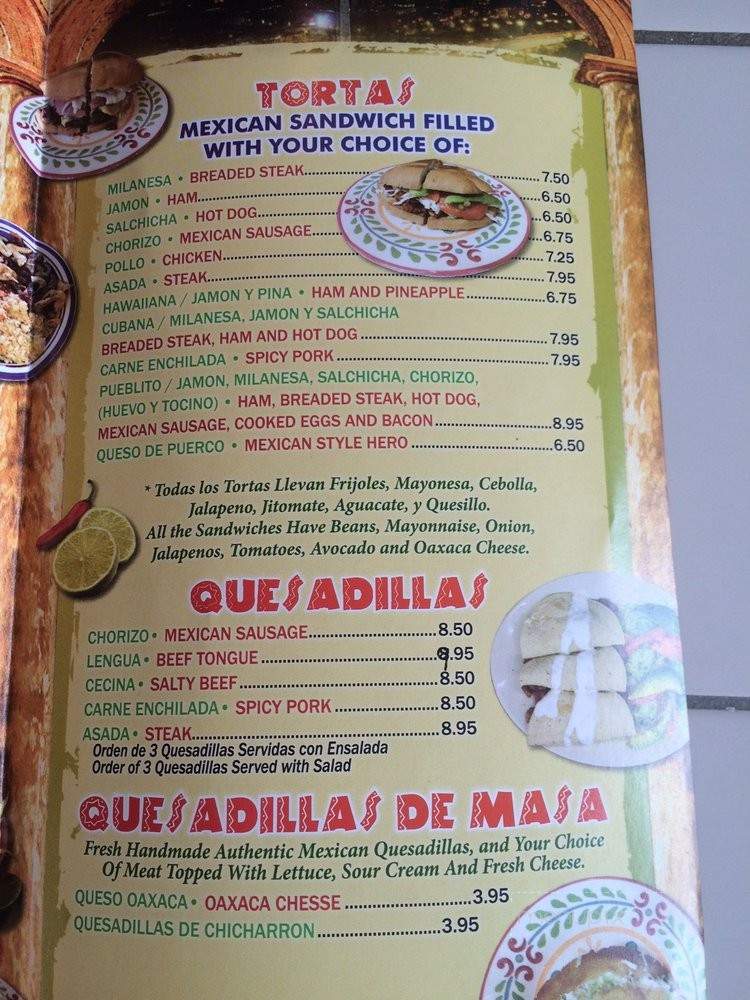 TORTAS
MEXICAN SANDWICH FILLED
WITH YOUR CHOICE OF:
MILANESA • BREADED STEAK 7.50
JAMON • HAM 6.50
SALCHICHA • HOT DOG 6.50
CHORIZO • MEXICAN SAUSAGE 6.75
POLLO • CHICKEN 7.25
ASADA • STEAK 7.95
HAWAIIANA / JAMON Y PINA • HAM AND PINEAPPLE 6.75
CUBANA / MILANESA, JAMON Y SALCHICHA
BREADED STEAK, HAM AND HOT DOG 7.95
CARNE ENCHILADA • SPICY PORK 7.95
PUEBLITO / JAMON, MILANESA, SALCHICHA, CHORIZO,
(HUEVO Y TOCINO) • HAM, BREADED STEAK, HOT DOG,
MEXICAN SAUSAGE, COOKED EGGS AND BACON 8.95
QUESO DE PUERCO • MEXICAN STYLE HERO 6.50
* Todas los Tortas Llevan Frijoles, Mayonesa, Cebolla,
Jalapeno, Jitomate, Aguacate, y Quesillo.
All the Sandwiches Have Beans, Mayonnaise, Onion,
Jalapenos, Tomatoes, Avocado and Oaxaca Cheese.
QUESADILLAS
CHORIZO • MEXICAN SAUSAGE 8.50
LENGUA • BEEF TONGUE 9.95
CECINA • SALTY BEEF 8.50
CARNE ENCHILADA • SPICY PORK 8.50
ASADA • STEAK 8.95
Orden de 3 Quesadillas Servidas con Ensalada
Order of 3 Quesadillas Served with Salad
QUESADILLAS DE MASA
Fresh Handmade Authentic Mexican Quesadillas, and Your Choice
Of Meat Topped With Lettuce, Sour Cream And Fresh Cheese.
QUESO OAXACA • OAXACA CHESSE 3.95
QUESADILLAS DE CHICHARRON 3.95